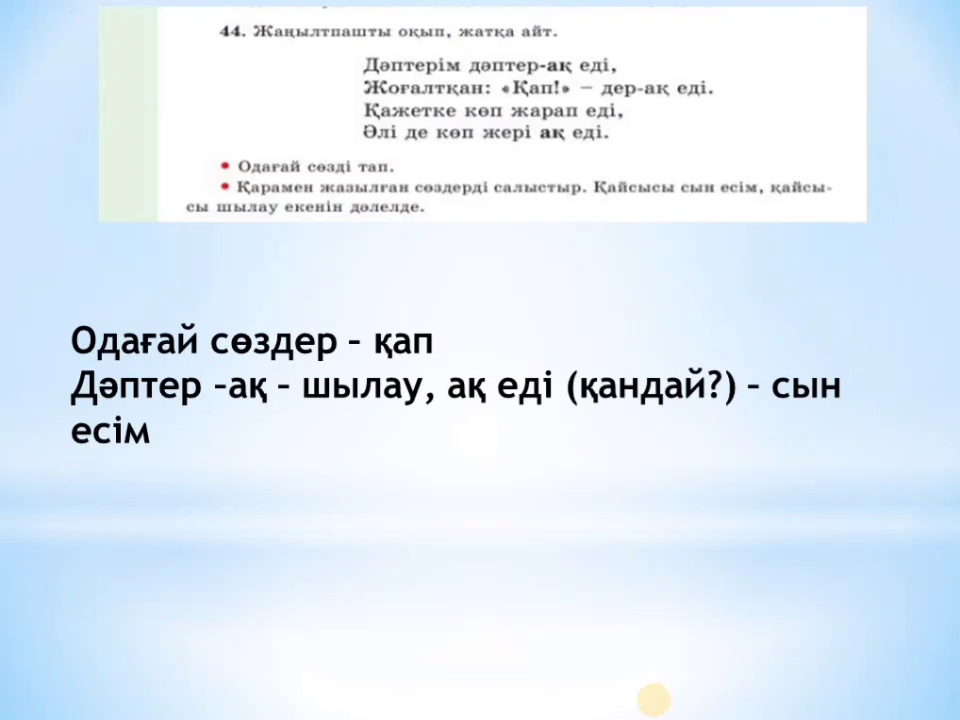 44. Жаңылтпашты оқып, жатқа айт.
Дәптерім дәптер-ақ еді,
Жоғалтқан: «Қап!» – дер-ақ еді.
Қажетке көп жарап еді,
Әлі де көп жері ақ еді.
• Одағай сөзді тап.
• Қарамен жазылған сөздерді салыстыр. Қайсысы сын есім, қайсы-
сы шылау екенін дәлелде.
Одағай сөздер – қап
Дәптер –ақ – шылау, ақ еді (қандай?) – сын
есім